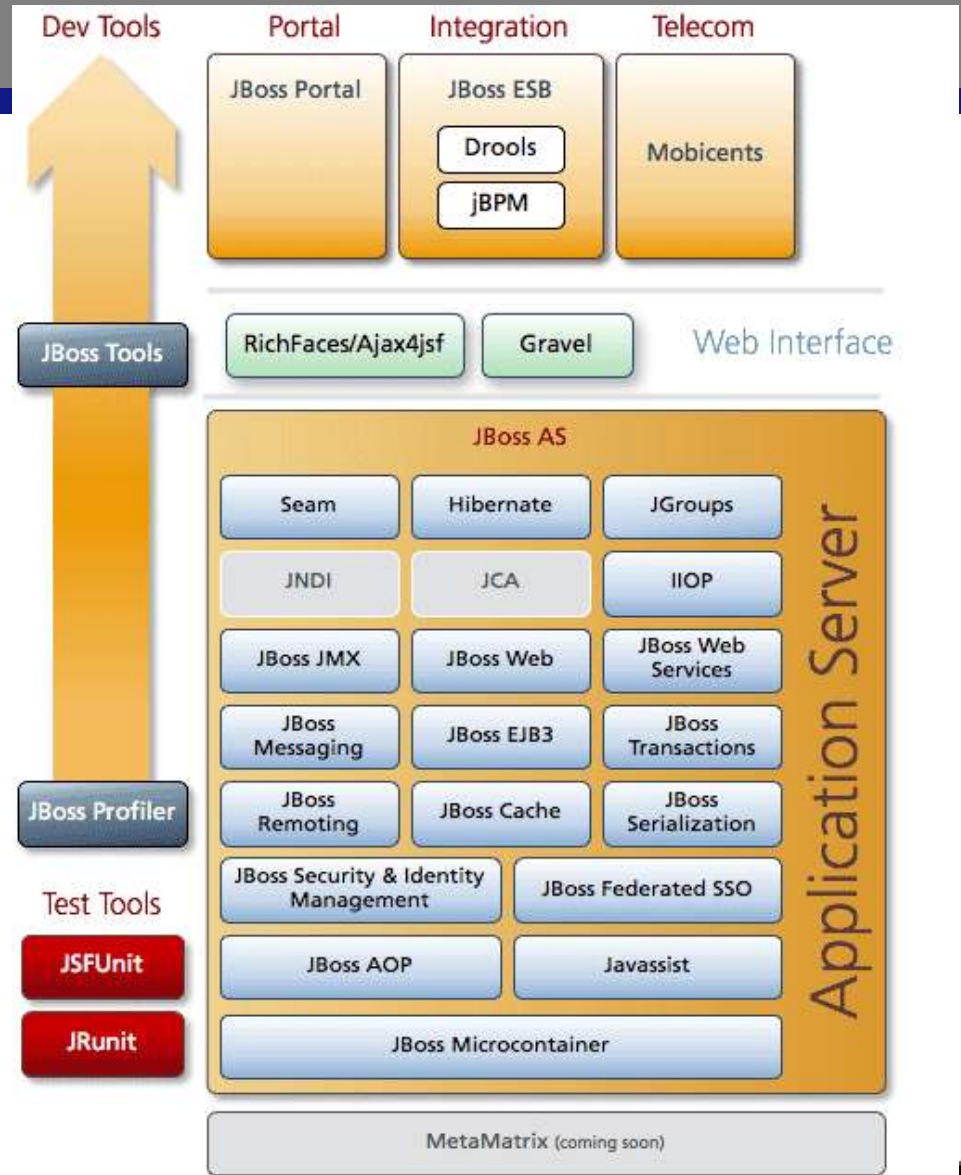 Dev Tools
Portal
Integration
Telecom
JBoss Portal
JBoss ESB
Drools
jBPM
Mobicents
JBoss Tools
RichFaces/Ajax4jsf
Gravel
Web Interface
JBoss AS
Seam
Hibernate
JGroups
JNDI
JCA
IIOP
JBoss JMX
JBoss Web
JBoss Web
Services
JBoss
Messaging
JBoss EJB3
JBoss
Transactions
JBoss Profiler
JBoss
Remoting
JBoss Cache
JBoss
Serialization
JBoss Security & Identity
Management
JBoss Federated SSO
Test Tools
JSFUnit
JBoss AOP
Javassist
JRunit
JBoss Microcontainer
Application Server
MetaMatrix (coming soon)